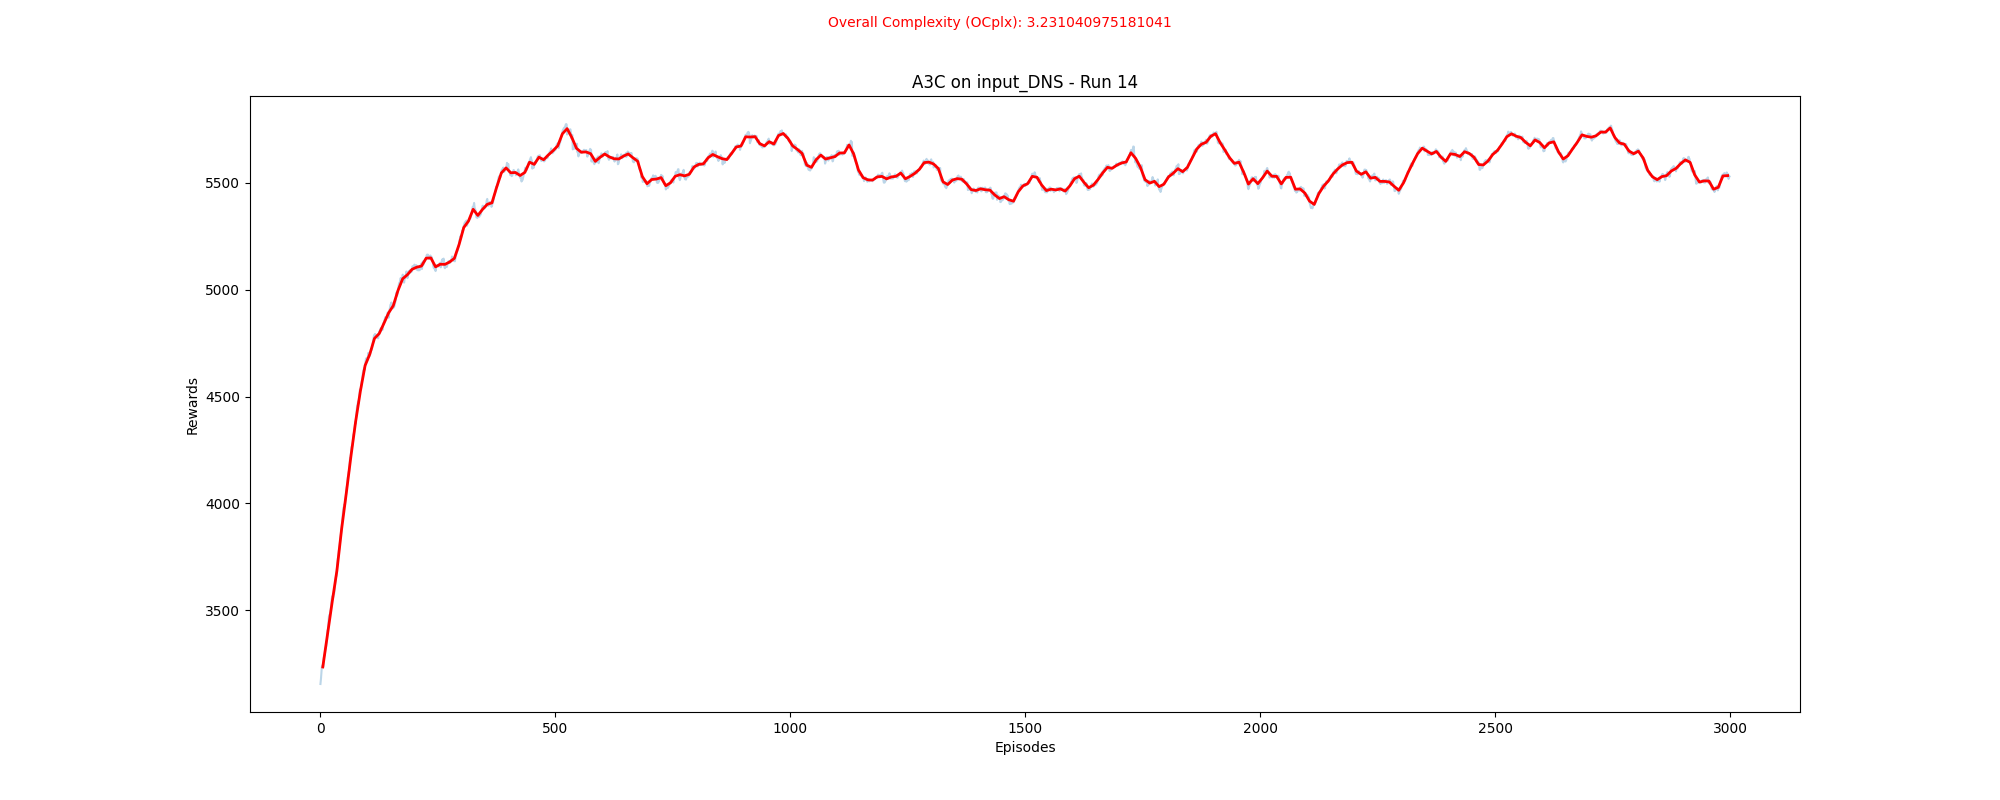 Overall Complexity (OCplx): 3.231040975181041
A3C on input_DNS - Run 14
Rewards
5500
5000
4500
4000
3500
0 500 1000 1500 2000 2500 3000
Episodes